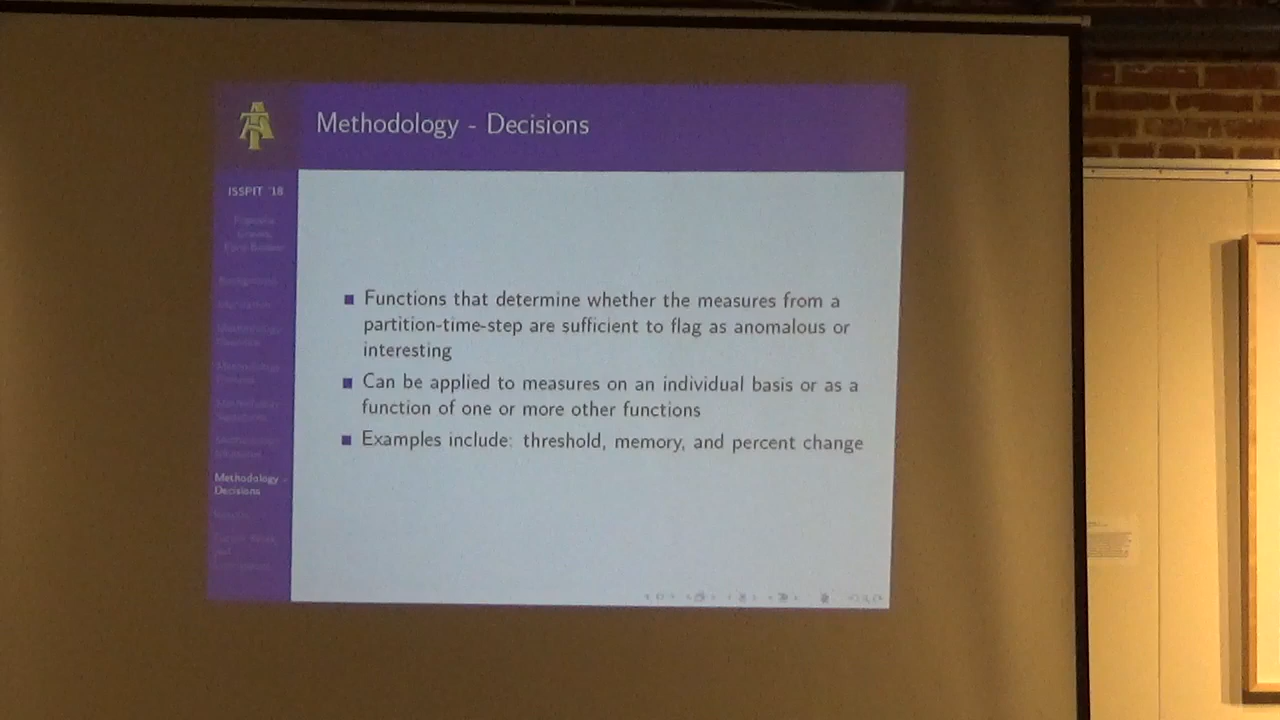 Methodology - Decisions
ISSPIT '18
Functions that determine whether the measures from a
partition-time-step are sufficient to flag as anomalous or
interesting
Can be applied to measures on an individual basis or as a
function of one or more other functions
Examples include: threshold, memory, and percent change
Methodology -
Decisions